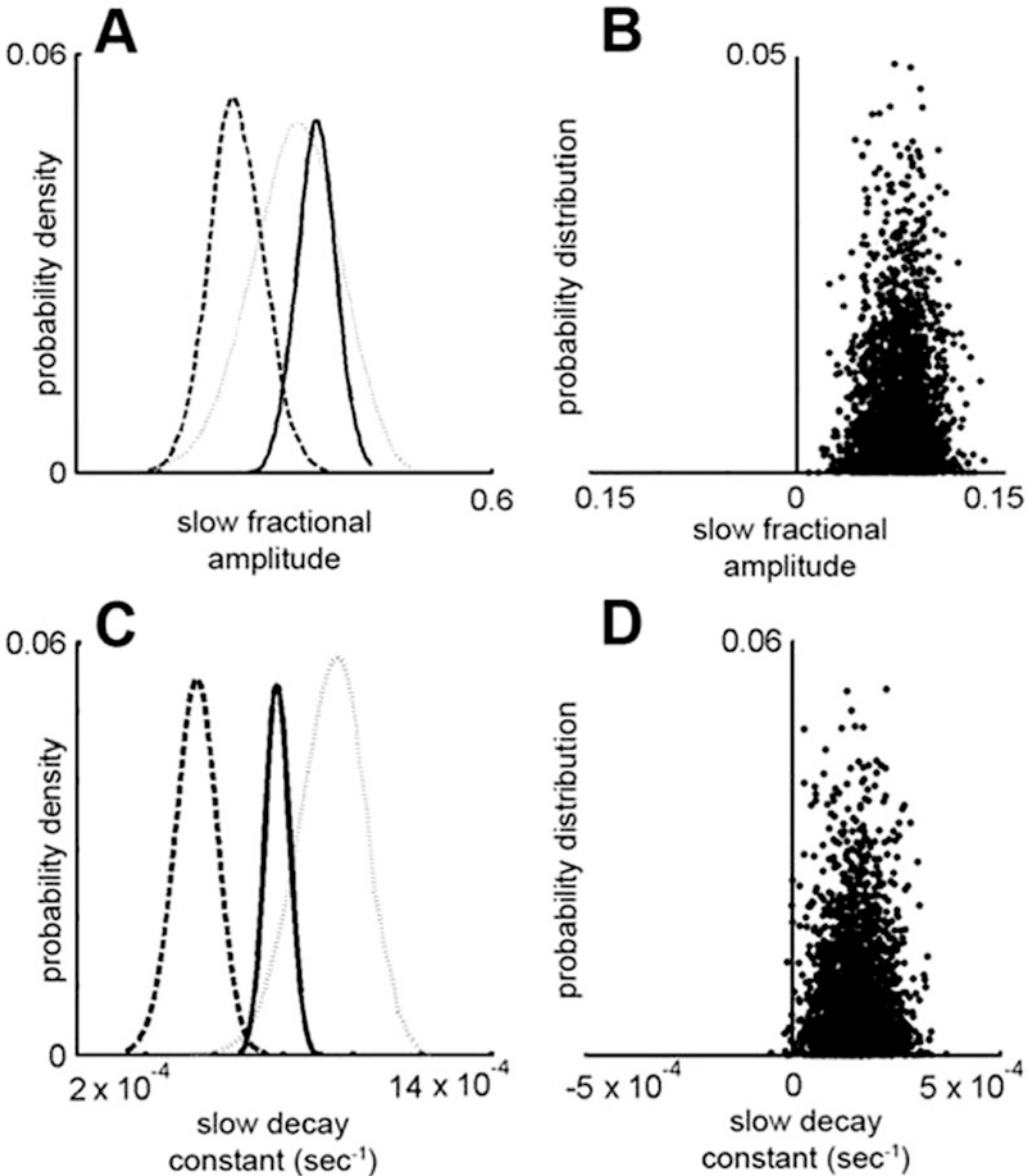 A
0.06
probability density
0
0.6
slow fractional
amplitude
B
0.05
probability distribution
0.15
0
0.15
slow fractional
amplitude
C
0.06
probability density
0
2 x 10⁻⁴
14 x 10⁻⁴
slow decay
constant (sec⁻¹)
D
0.06
probability distribution
-5 x 10⁻⁴
0
5 x 10⁻⁴
slow decay
constant (sec⁻¹)